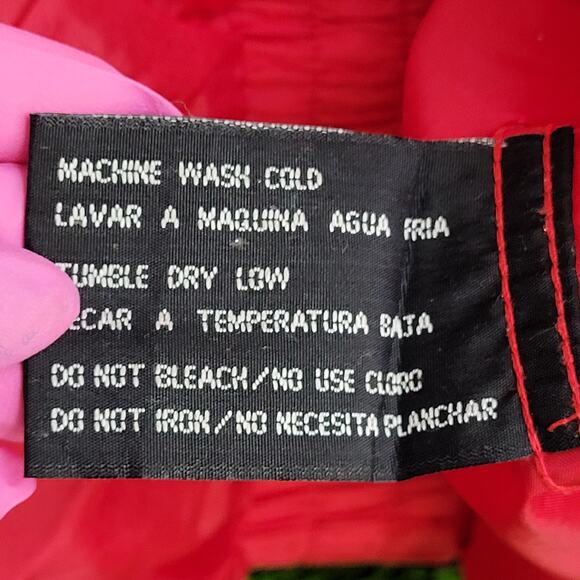 MACHINE WASH COLD
LAVAR A MAQUINA AGUA FRIA
TUMBLE DRY LOW
ECAR A TEMPERATURA BAJA
DO NOT BLEACH/NO USE CLORO
DO NOT IRON/NO NECESITA PLANCHAR